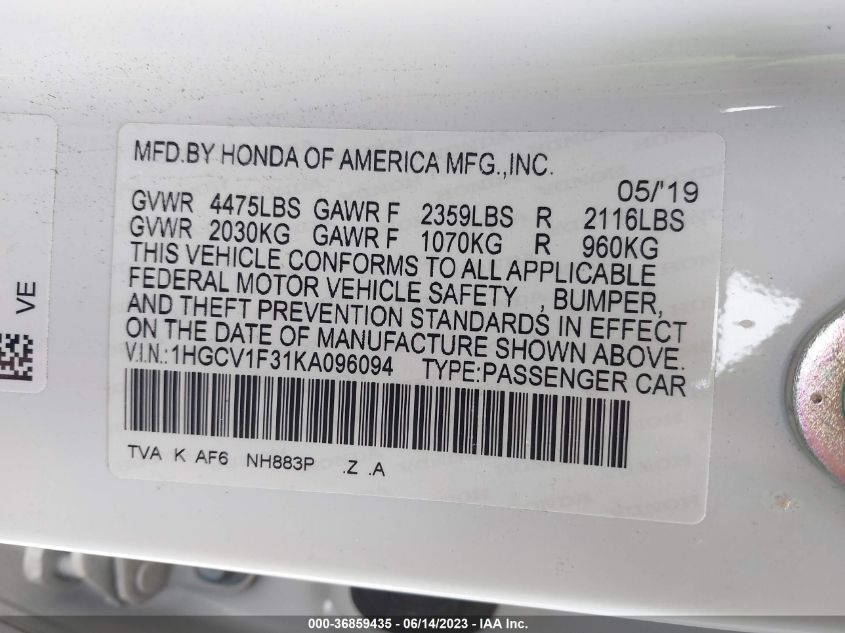 MFD.BY HONDA OF AMERICA MFG.,INC.
05/'19
GVWR 4475LBS GAWR F 2359LBS R 2116LBS
GVWR 2030KG GAWR F 1070KG R 960KG
THIS VEHICLE CONFORMS TO ALL APPLICABLE
FEDERAL MOTOR VEHICLE SAFETY , BUMPER,
AND THEFT PREVENTION STANDARDS IN EFFECT
ON THE DATE OF MANUFACTURE SHOWN ABOVE.
V.I.N.:1HGCV1F31KA096094 TYPE:PASSENGER CAR
TVA K AF6 NH883P .Z .A
VE
000-36859435 - 06/14/2023 - IAA Inc.